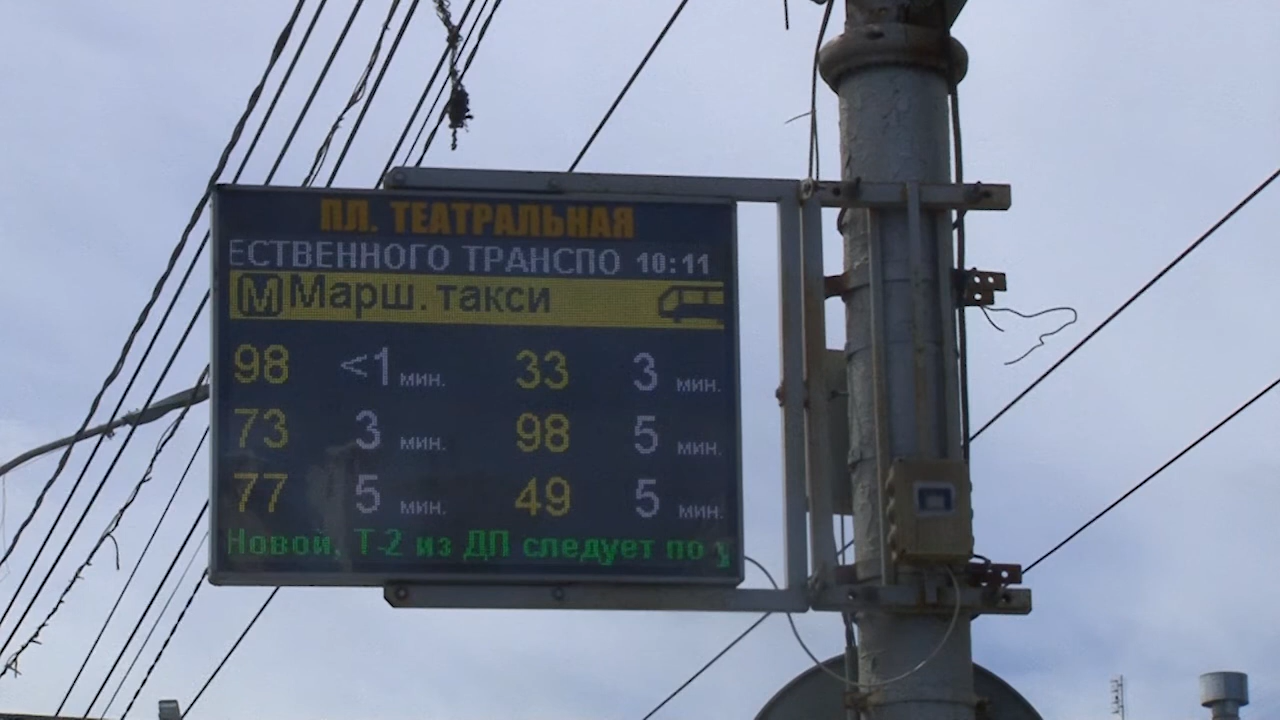 ПЛ. ТЕАТРАЛЬНАЯ
ЕСТВЕННОГО ТРАНСПО 10:11
М Марш. такси
98 <1 мин. 33 3 мин.
73 3 мин. 98 5 мин.
77 5 мин. 49 5 мин.
Новой, Т-2 из ДП следует по у